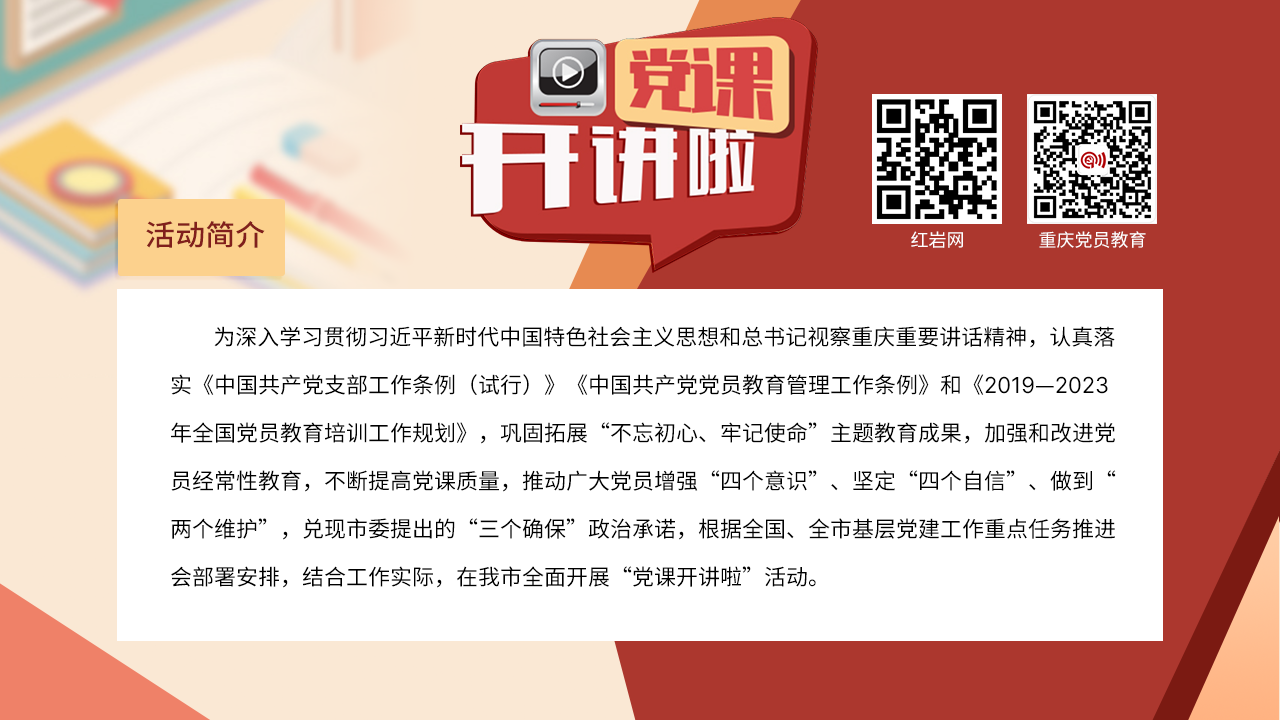 党课
开讲啦
红岩网
重庆党员教育
活动简介
为深入学习贯彻习近平新时代中国特色社会主义思想和总书记视察重庆重要讲话精神，认真落
实《中国共产党支部工作条例（试行）》《中国共产党党员教育管理工作条例》和《2019—2023
年全国党员教育培训工作规划》，巩固拓展“不忘初心、牢记使命”主题教育成果，加强和改进党
员经常性教育，不断提高党课质量，推动广大党员增强“四个意识”、坚定“四个自信”、做到“
两个维护”，兑现市委提出的“三个确保”政治承诺，根据全国、全市基层党建工作重点任务推进
会部署安排，结合工作实际，在我市全面开展“党课开讲啦”活动。